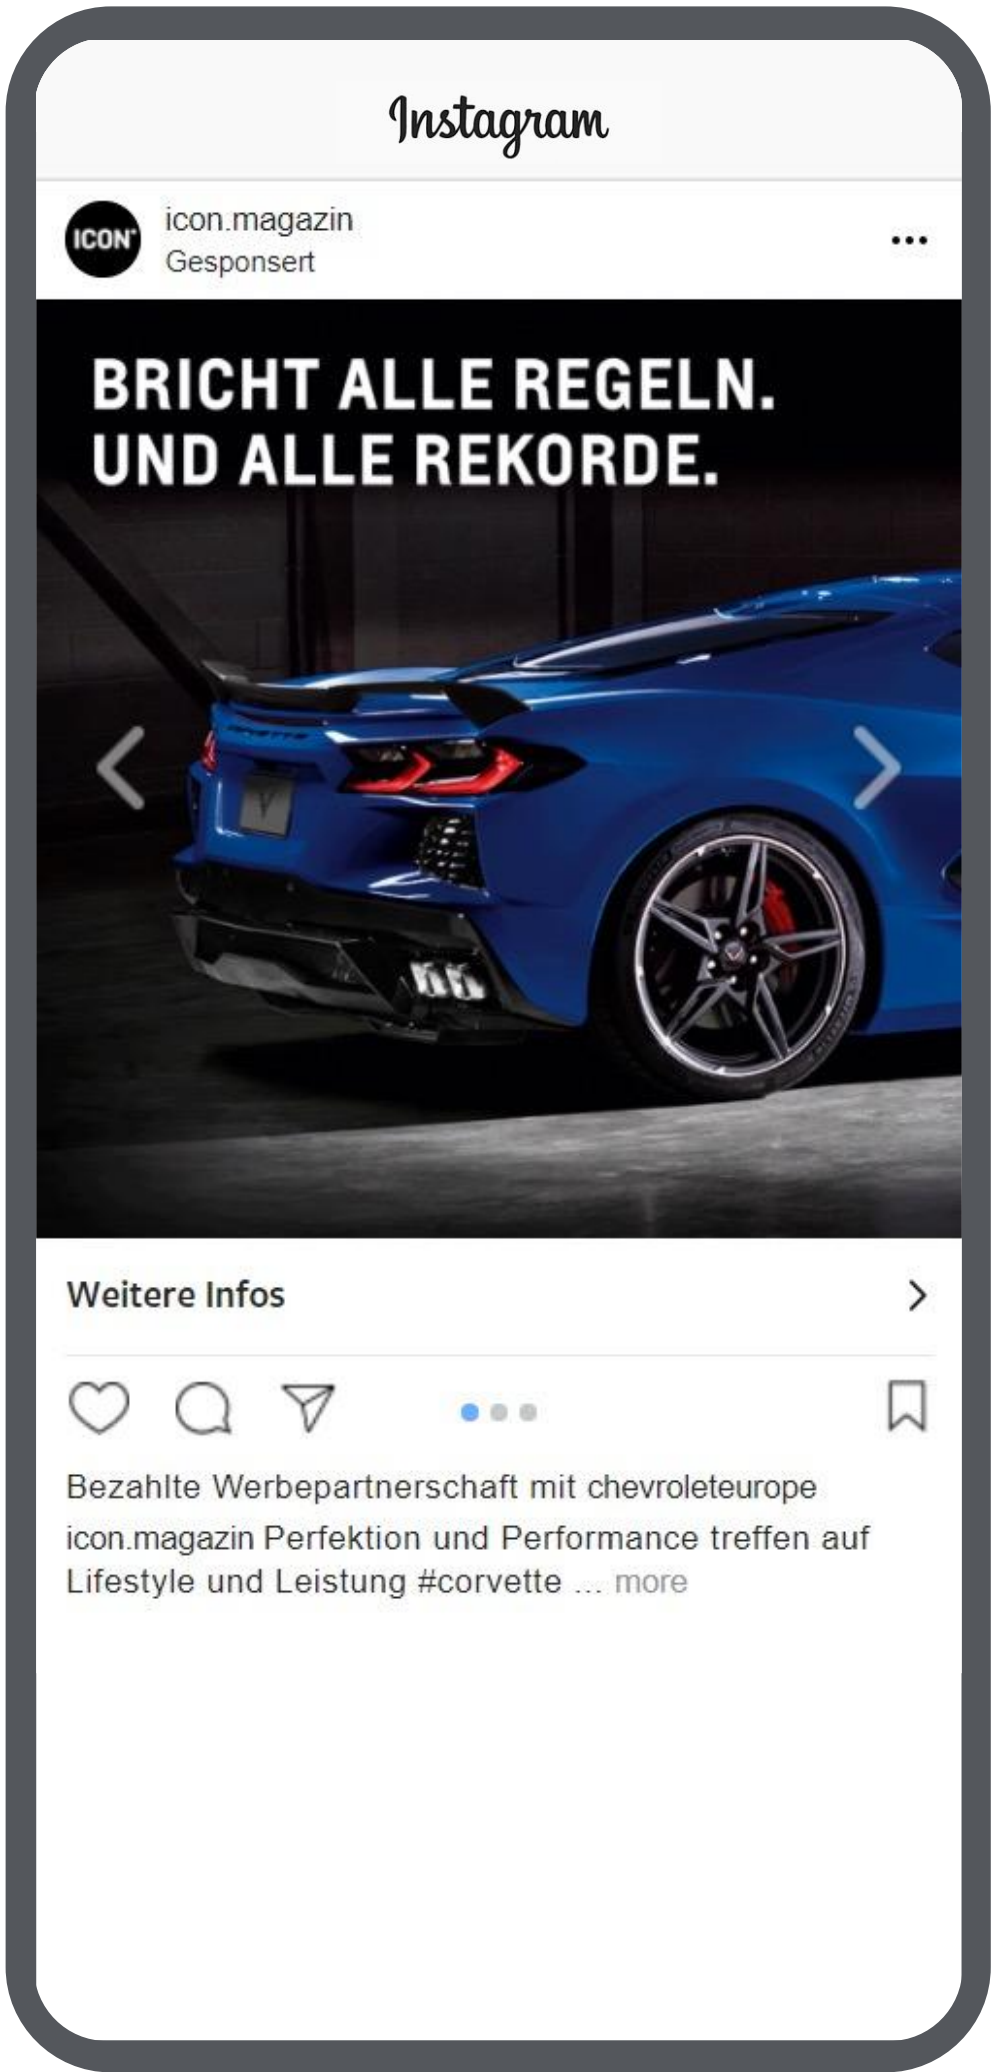 Instagram
ICON
icon.magazin
Gesponsert
BRICHT ALLE REGELN.
UND ALLE REKORDE.
CORVETTE
Weitere Infos
Bezahlte Werbepartnerschaft mit chevroleteurope
icon.magazin Perfektion und Performance treffen auf
Lifestyle und Leistung #corvette ... more